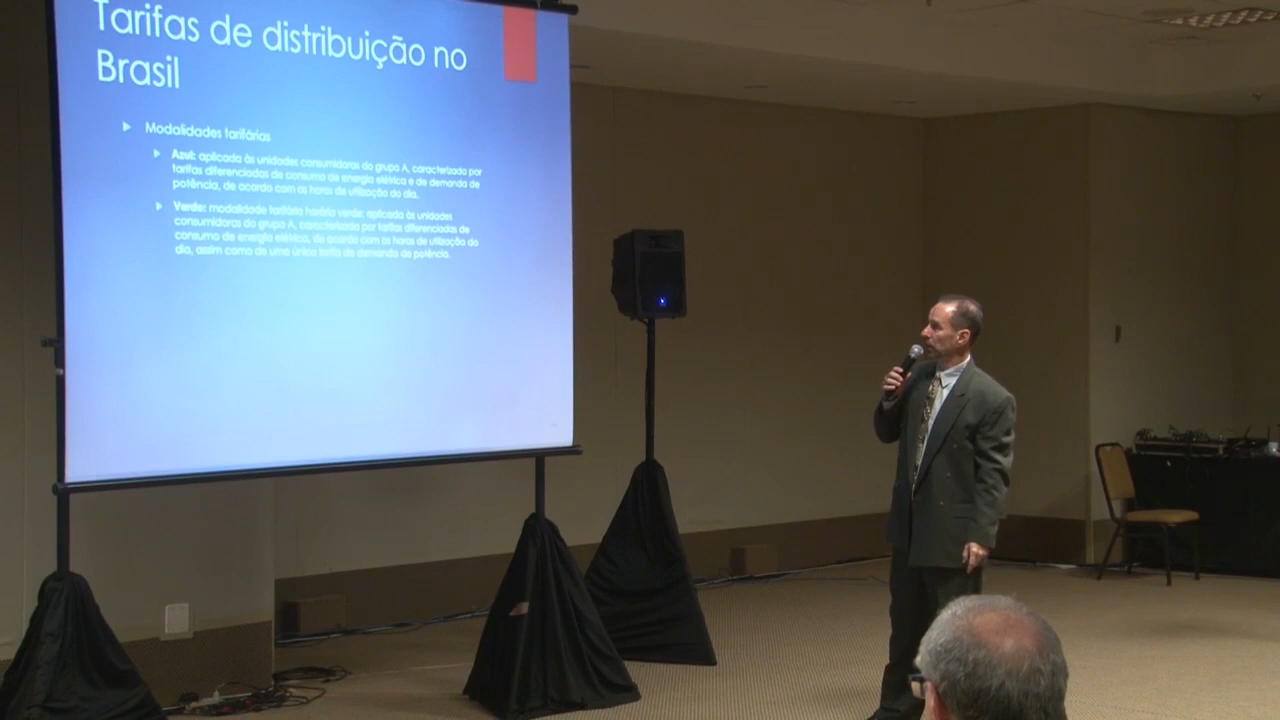 Tarifas de distribuição no
Brasil
Modalidades tarifárias
Azul: aplicada às unidades consumidoras do grupo A, caracterizada por
tarifas diferenciadas de consumo de energia elétrica e de demanda de
potência, de acordo com as horas de utilização do dia.
Verde: modalidade tarifária horária verde: aplicada às unidades
consumidoras do grupo A, caracterizada por tarifas diferenciadas de
consumo de energia elétrica, de acordo com as horas de utilização do
dia, assim como de uma única tarifa de demanda de potência.